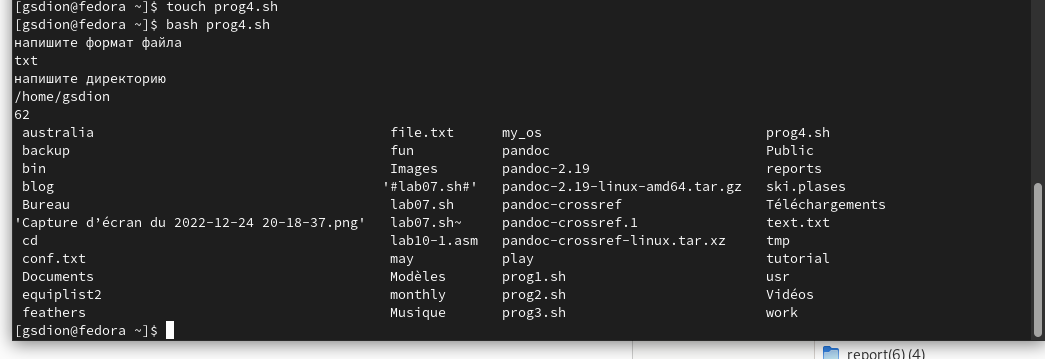 [gsdion@fedora ~]$ touch prog4.sh
[gsdion@fedora ~]$ bash prog4.sh
напишите формат файла
txt
напишите директорию
/home/gsdion
62
australia file.txt my_os prog4.sh
backup fun pandoc Public
bin Images pandoc-2.19 reports
blog '#lab07.sh#' pandoc-2.19-linux-amd64.tar.gz ski.plases
Bureau lab07.sh pandoc-crossref Téléchargements
'Capture d’écran du 2022-12-24 20-18-37.png' lab07.sh~ pandoc-crossref.1 text.txt
cd lab10-1.asm pandoc-crossref-linux.tar.xz tmp
conf.txt may play tutorial
Documents Modèles prog1.sh usr
equiplist2 monthly prog2.sh Vidéos
feathers Musique prog3.sh work
[gsdion@fedora ~]$
report(6)(4)